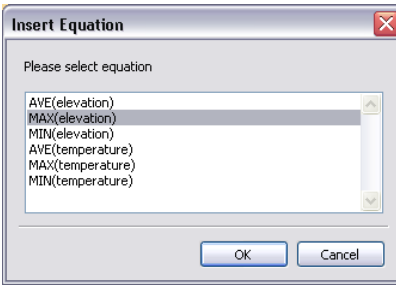 Insert Equation
Please select equation
AVE(elevation)
MAX(elevation)
MIN(elevation)
AVE(temperature)
MAX(temperature)
MIN(temperature)
OK Cancel